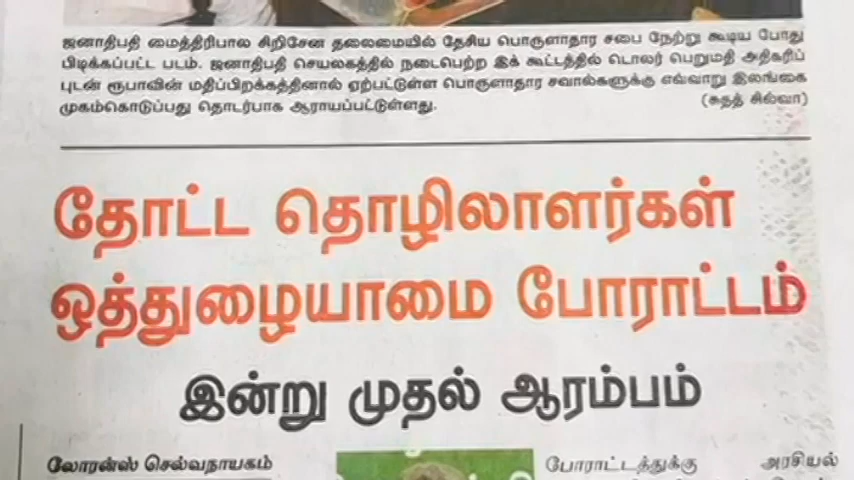 ஜனாதிபதி மைத்திரிபால சிறிசேன தலைமையில் தேசிய பொருளாதார சபை நேற்று கூடிய போது
பிடிக்கப்பட்ட படம். ஜனாதிபதி செயலகத்தில் நடைபெற்ற இக் கூட்டத்தில் டொலர் பெறுமதி அதிகரிப்
புடன் ரூபாவின் மதிப்பிறக்கத்தினால் ஏற்பட்டுள்ள பொருளாதார சவால்களுக்கு எவ்வாறு இலங்கை
முகம்கொடுப்பது தொடர்பாக ஆராயப்பட்டுள்ளது. (சுதத் சில்வா)
தோட்ட தொழிலாளர்கள்
ஒத்துழையாமை போராட்டம்
இன்று முதல் ஆரம்பம்
லோரன்ஸ் செல்வநாயகம்
போராட்டத்துக்கு அரசியல்